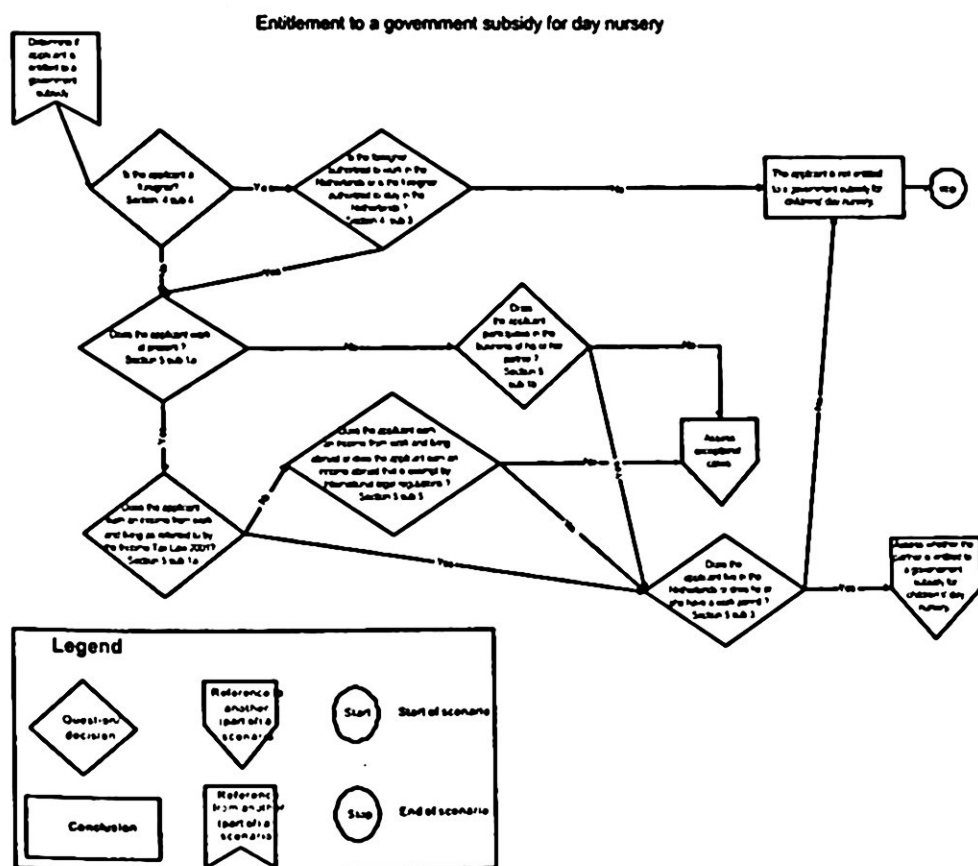 Entitlement to a government subsidy for day nursery
Determine if
applicant is
entitled to a
government
subsidy
Is the applicant a
foreigner?
Section 4 sub 4
Yes
Is the foreigner
authorized to work in the
Netherlands or is the foreigner
authorized to stay in the
Netherlands ?
Section 4 sub 3
No
The applicant is not entitled
to a government subsidy for
children' day nursery.
Yes
Does the applicant work
at present ?
Section 5 sub 1a
No
Does
the applicant
participate in the
business of his or her
partner ?
Section 5
sub 1b
No
Yes
Yes
Assess
exceptional
cases
Does the applicant earn
an income from work and living
abroad or does the applicant earn an
income abroad that is exempt by
international legal regulations ?
Section 5 sub 5
No
No
Does the applicant
earn an income from work
and living as referred to by
the Income Tax Law 2001?
Section 5 sub 1a
Yes
Does the
applicant live in the
Netherlands or does he or
she have a work permit ?
Section 5 sub 3
No
Yes
Assess whether the
partner is entitled to
a government
subsidy for
children's' day
nursery.
Legend
Question/
decision
Reference to
another
(part of) a
scenario
Start
Start of scenario
Conclusion
Reference
from another
(part of) a
scenario
Stop
End of scenario